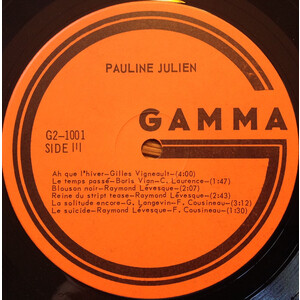 PAULINE JULIEN
GAMMA
G2-1001
SIDE III
Ah que l'hiver-Gilles Vigneault-(4:00)
Le temps passé-Boris Vian-C. Laurence-(1:47)
Blouson noir-Raymond Lévesque-(2:07)
Reine du strip tease-Raymond Lévesque-(2:43)
La solitude encore-G. Langevin-F. Cousineau-(3:12)
Le suicide-Raymond Lévesque-F. Cousineau-(1:30)